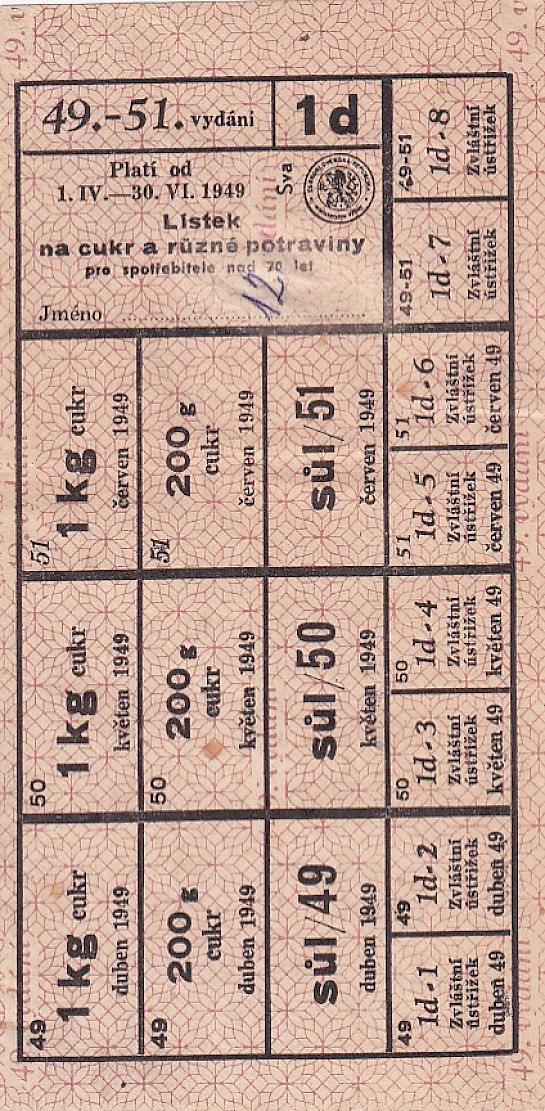 49.-51. vydání
1d
Platí od
1. IV.—30. VI. 1949
Lístek
na cukr a různé potraviny
pro spotřebitele nad 70 let
Jméno
12
Sva
49-51
1d-8
Zvláštní
ústřižek
49-51
1d-7
Zvláštní
ústřižek
51
1 kg cukr
červen 1949
51
200 g
cukr
červen 1949
sůl/51
červen 1949
51
1d-6
Zvláštní
ústřižek
červen 49
51
1d-5
Zvláštní
ústřižek
červen 49
50
1 kg cukr
květen 1949
50
200 g
cukr
květen 1949
sůl/50
květen 1949
50
1d-4
Zvláštní
ústřižek
květen 49
50
1d-3
Zvláštní
ústřižek
květen 49
49
1 kg cukr
duben 1949
49
200 g
cukr
duben 1949
sůl/49
duben 1949
49
1d-2
Zvláštní
ústřižek
duben 49
49
1d-1
Zvláštní
ústřižek
duben 49
49. vydání